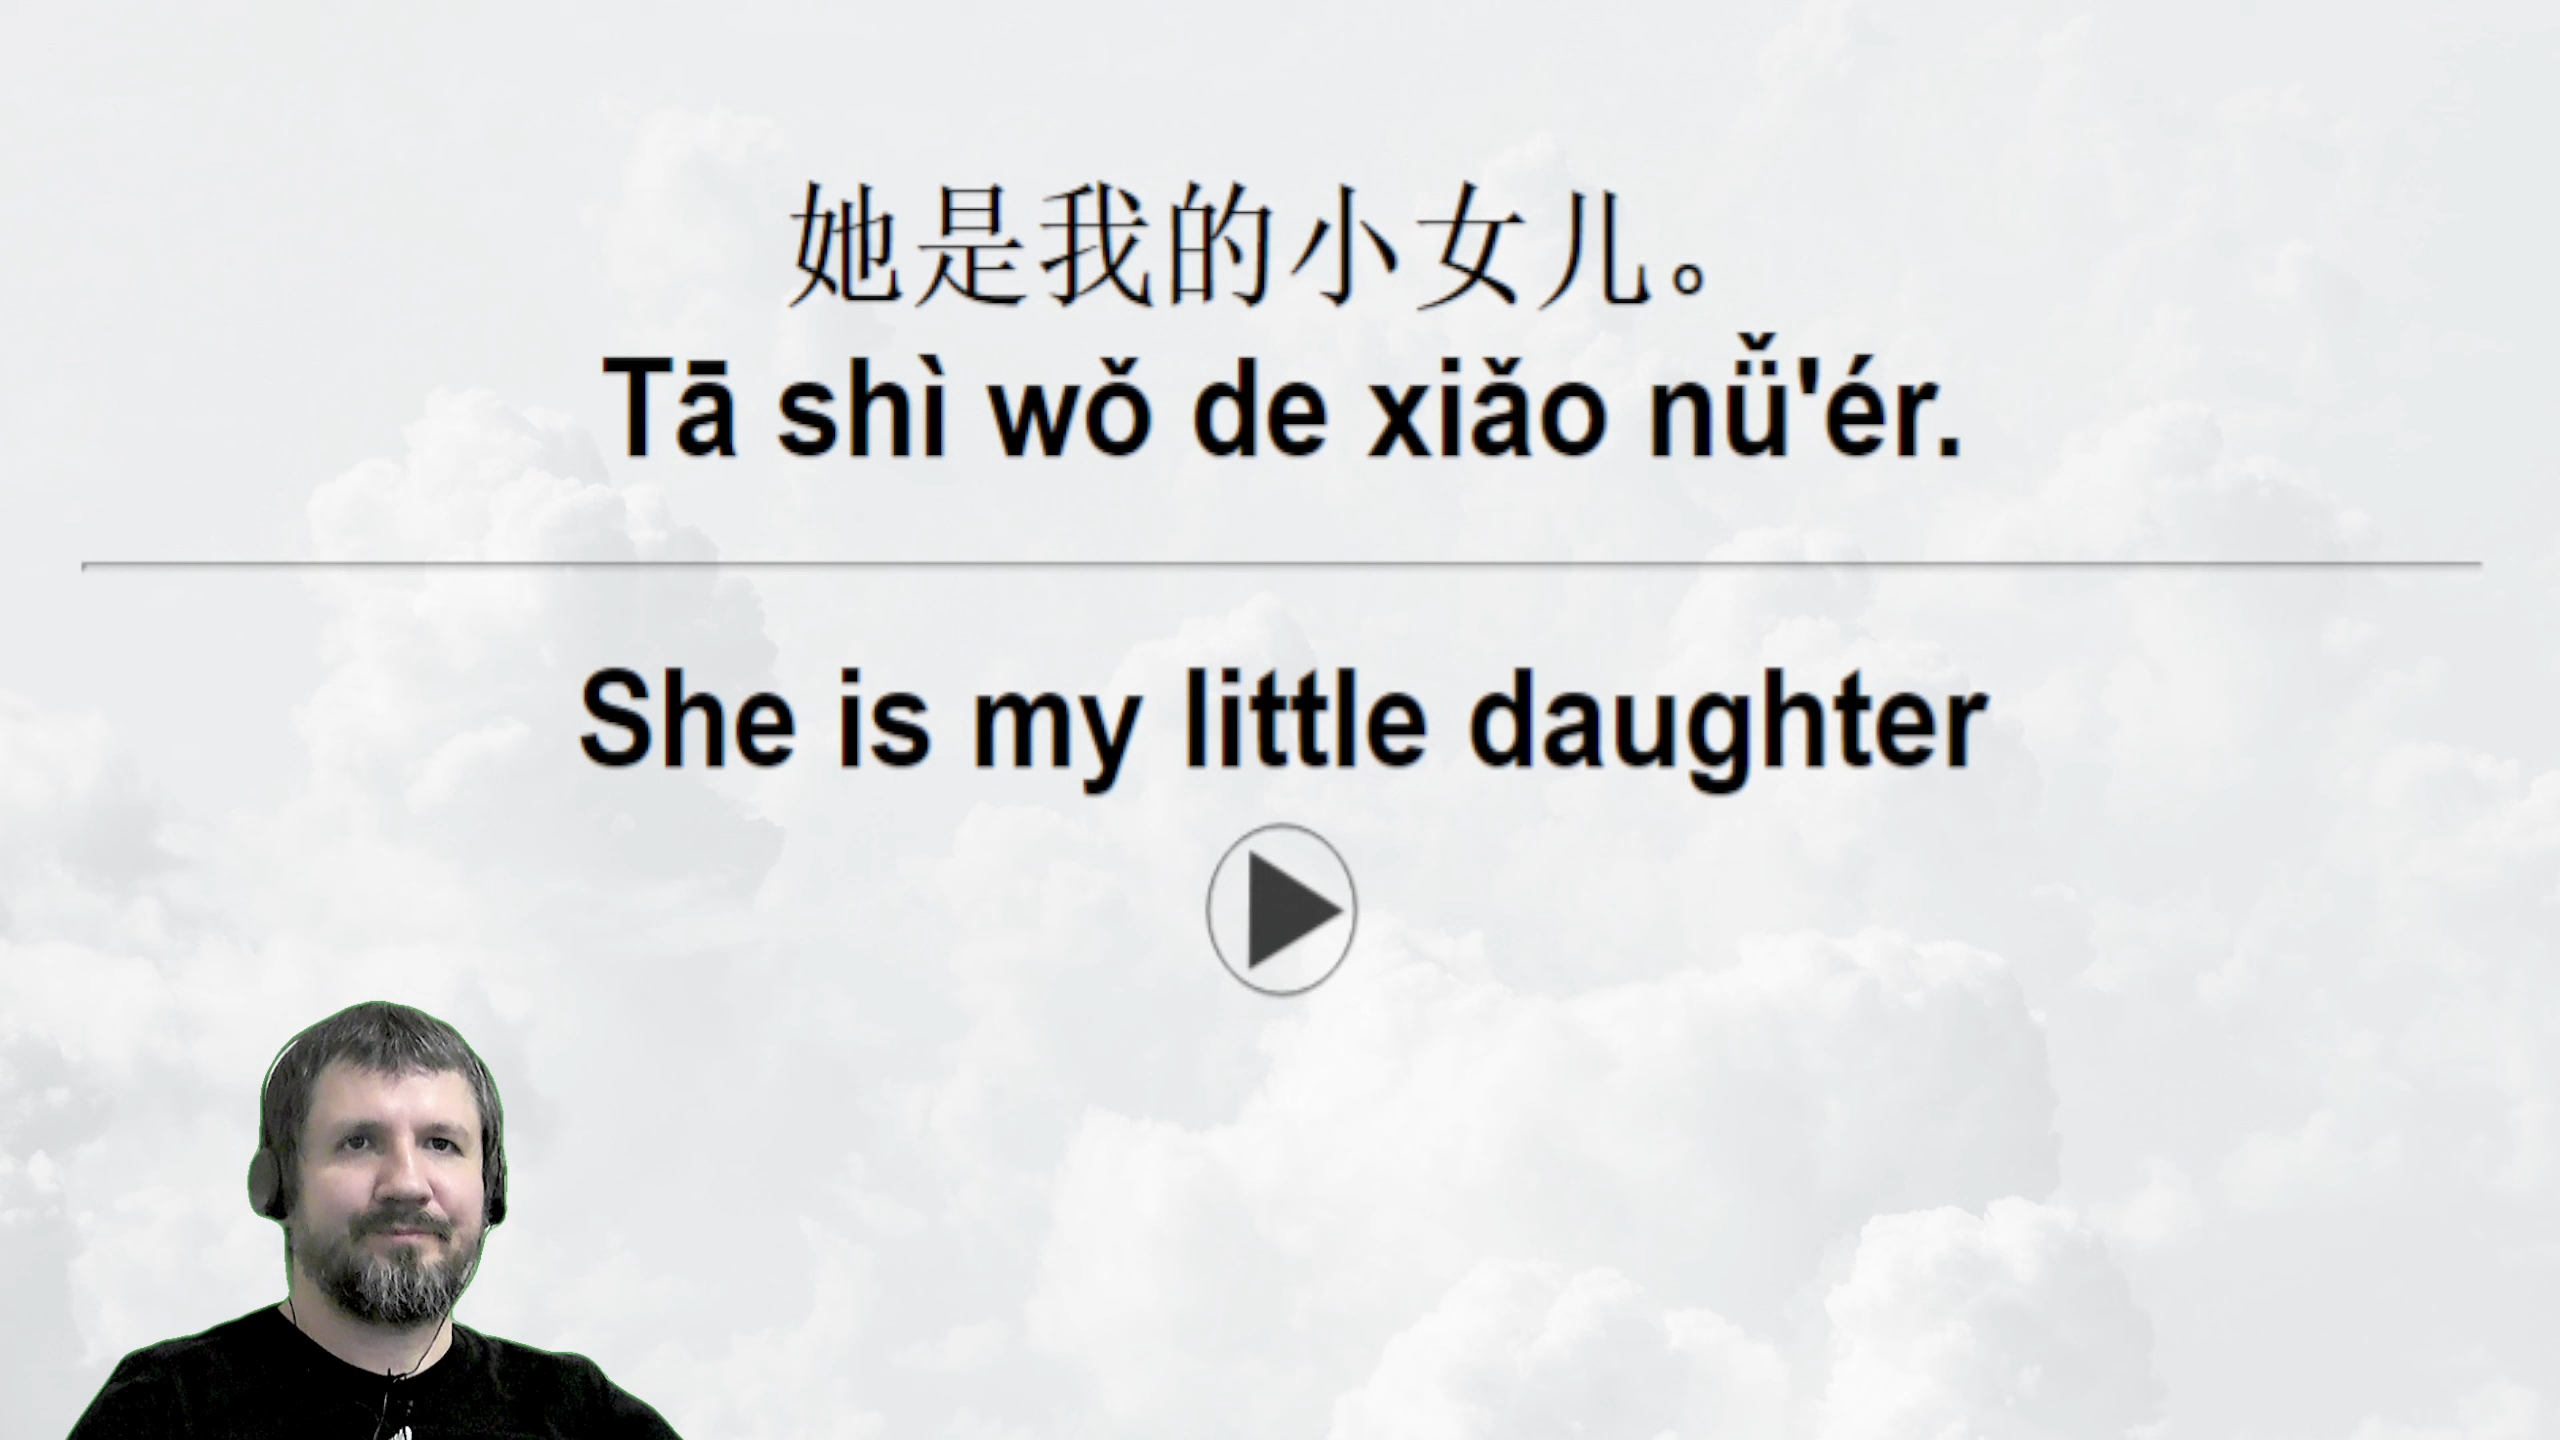 她是我的小女儿。
Tā shì wǒ de xiǎo nǚ'ér.
She is my little daughter